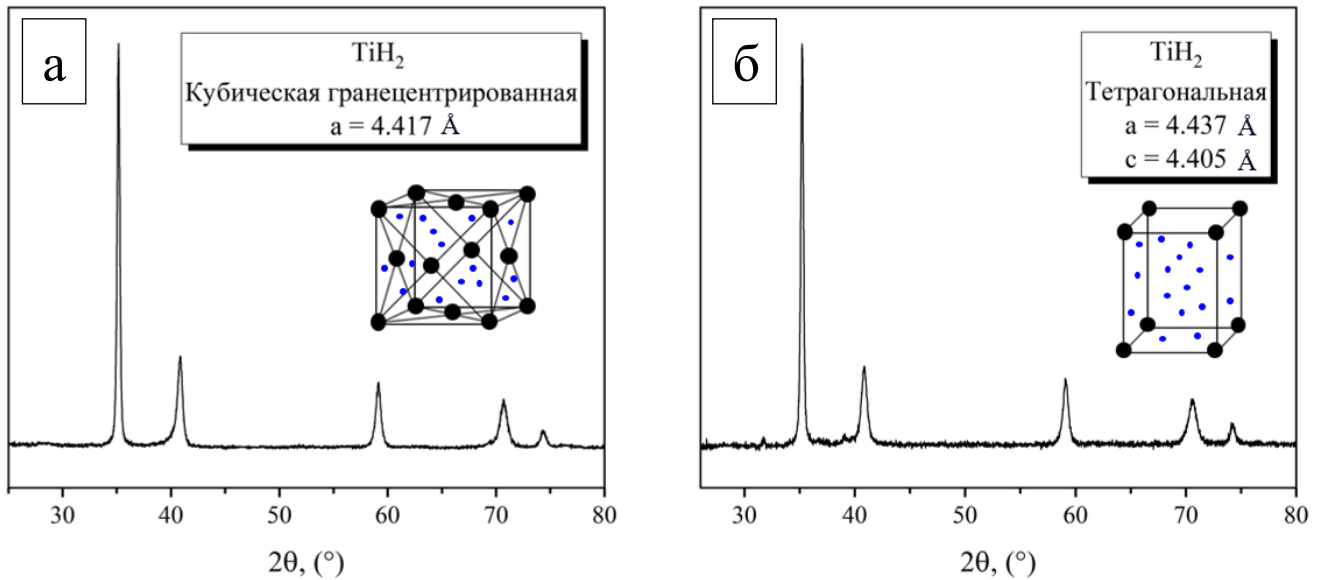 а
TiH₂
Кубическая гранецентрированная
a = 4.417 Å
30 40 50 60 70 80
2θ, (°)
б
TiH₂
Тетрагональная
a = 4.437 Å
c = 4.405 Å
30 40 50 60 70 80
2θ, (°)